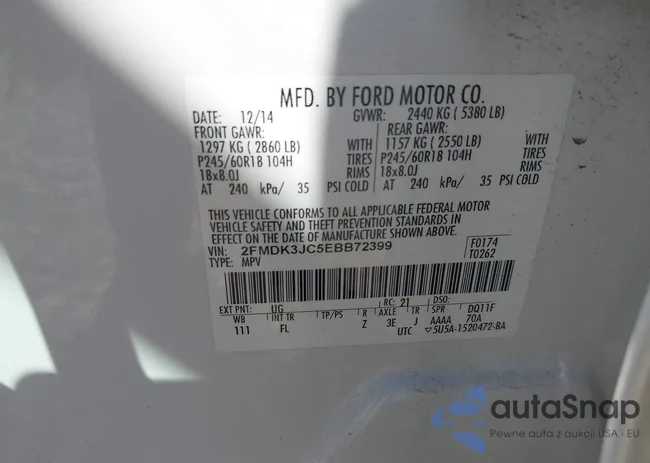 MFD. BY FORD MOTOR CO.
DATE: 12/14 GVWR: 2440 KG ( 5380 LB)
FRONT GAWR: REAR GAWR:
1297 KG ( 2860 LB) WITH 1157 KG ( 2550 LB) WITH
P245/60R18 104H TIRES P245/60R18 104H TIRES
18x8.0J RIMS 18x8.0J RIMS
AT 240 kPa/ 35 PSI COLD AT 240 kPa/ 35 PSI COLD
THIS VEHICLE CONFORMS TO ALL APPLICABLE FEDERAL MOTOR
VEHICLE SAFETY AND THEFT PREVENTION STANDARDS IN
EFFECT ON THE DATE OF MANUFACTURE SHOWN ABOVE.
VIN: 2FMDK3JC5EBB72399 F0174
TYPE: MPV T0262
EXT PNT: UG RC: 21 DSO:
WB INT TR TP/PS R AXLE TR SPR DQ11F
111 FL Z 3E J AAAA 70A
UTC ▽5U5A-1520472-BA
autaSnap
Pewne auta z aukcji USA i EU